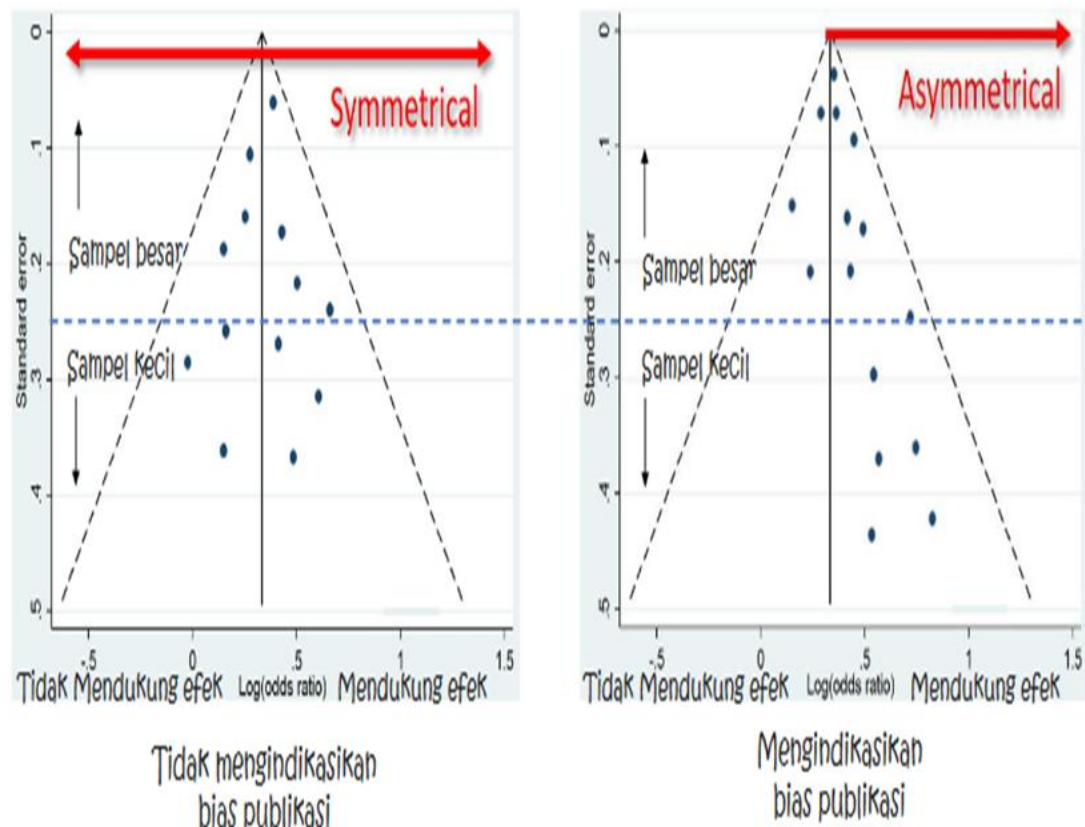 0
.1
.2
.3
.4
.5
Standard error
Symmetrical
Sampel besar
Sampel Kecil
-.5
0
.5
1
1.5
Tidak Mendukung efek
Log(odds ratio)
Mendukung efek
Tidak mengindikasikan
bias publikasi
0
.1
.2
.3
.4
.5
Standard error
Asymmetrical
Sampel besar
Sampel Kecil
-.5
0
.5
1
1.5
Tidak Mendukung efek
Log(odds ratio)
Mendukung efek
Mengindikasikan
bias publikasi